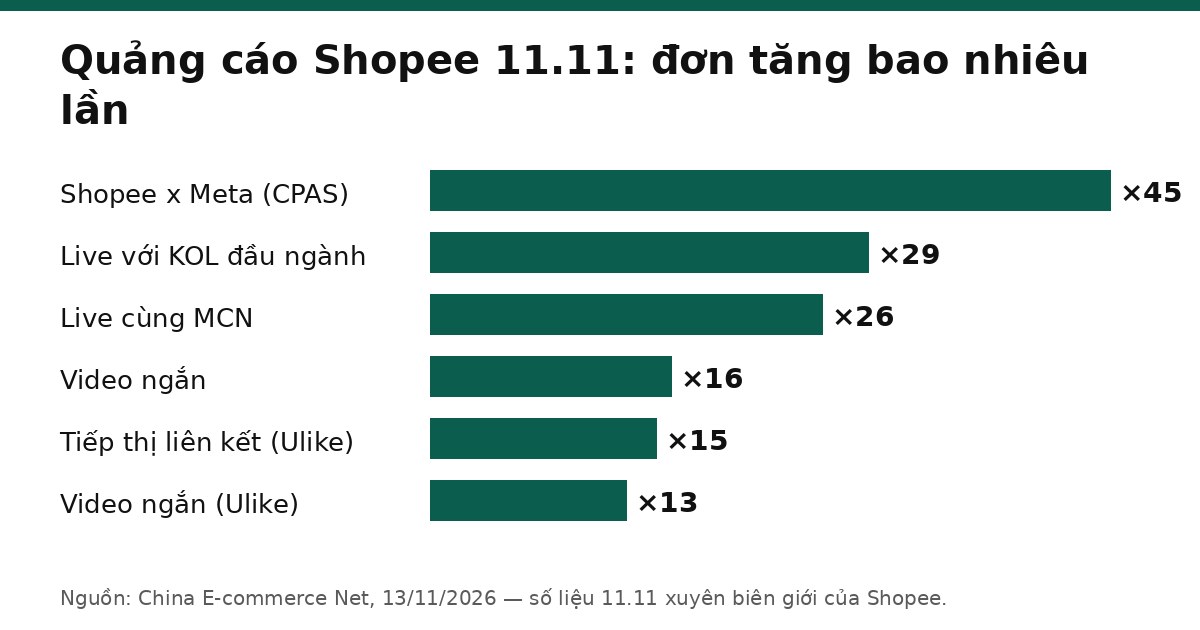 Quảng cáo Shopee 11.11: đơn tăng bao nhiêu
lần
Shopee x Meta (CPAS) ×45
Live với KOL đầu ngành ×29
Live cùng MCN ×26
Video ngắn ×16
Tiếp thị liên kết (Ulike) ×15
Video ngắn (Ulike) ×13
Nguồn: China E-commerce Net, 13/11/2026 — số liệu 11.11 xuyên biên giới của Shopee.